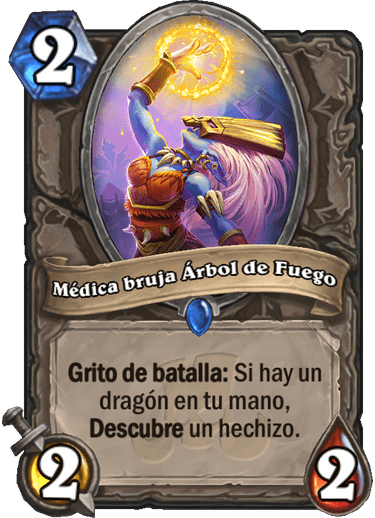 2
Médica bruja Árbol de Fuego
Grito de batalla: Si hay un
dragón en tu mano,
Descubre un hechizo.
2
2